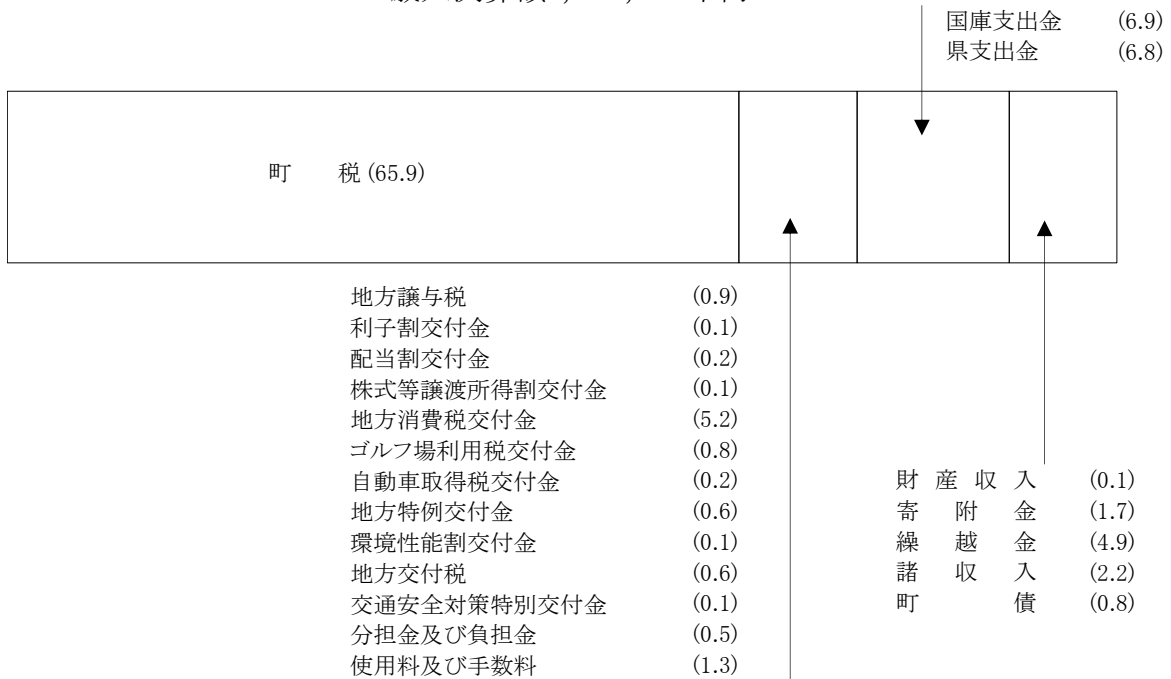 国庫支出金 (6.9)
県支出金 (6.8)
町 税 (65.9)
地方譲与税 (0.9)
利子割交付金 (0.1)
配当割交付金 (0.2)
株式等譲渡所得割交付金 (0.1)
地方消費税交付金 (5.2)
ゴルフ場利用税交付金 (0.8)
自動車取得税交付金 (0.2)
地方特例交付金 (0.6)
環境性能割交付金 (0.1)
地方交付税 (0.6)
交通安全対策特別交付金 (0.1)
分担金及び負担金 (0.5)
使用料及び手数料 (1.3)
財産収入 (0.1)
寄附金 (1.7)
繰越金 (4.9)
諸収入 (2.2)
町債 (0.8)